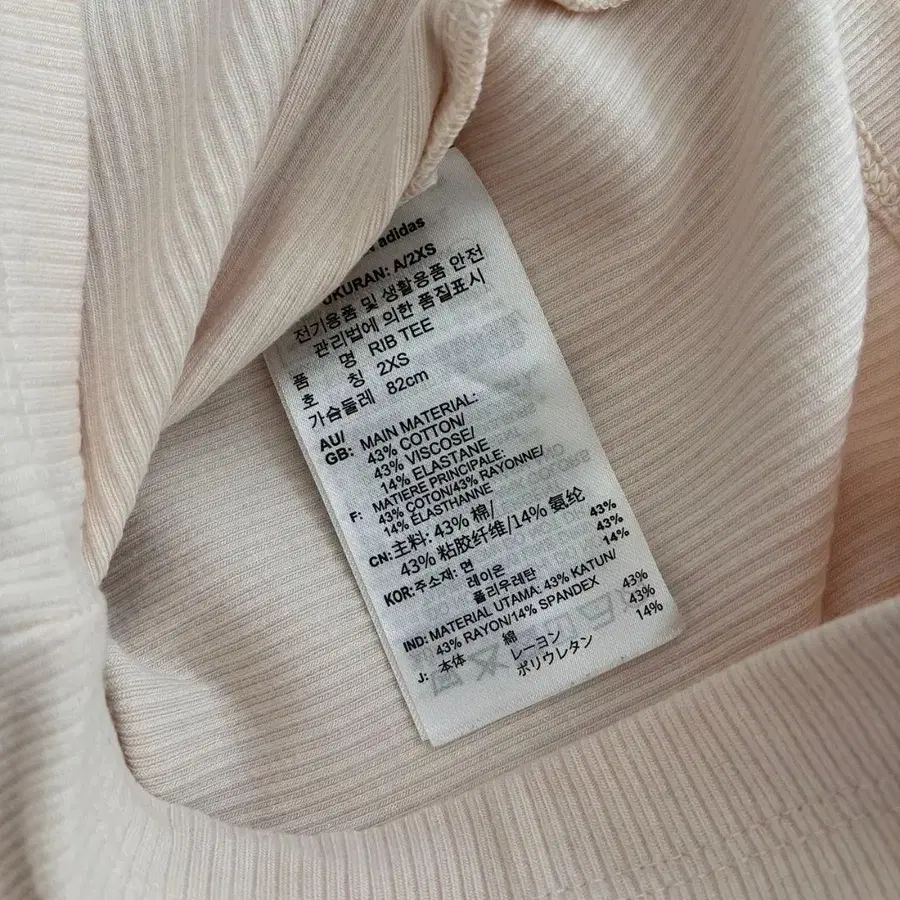 adidas
UKURAN: A/2XS
전기용품 및 생활용품 안전
관리법에 의한 품질표시
품 명 RIB TEE
호 칭 2XS
가슴둘레 82cm
AU/
GB: MAIN MATERIAL:
43% COTTON/
43% VISCOSE/
14% ELASTANE
F: MATIERE PRINCIPALE:
43% COTON/43% RAYONNE/
14% ELASTHANNE
CN: 主料: 43% 棉/
43% 粘胶纤维/14% 氨纶
KOR: 주소재: 면 43%
레이온 43%
폴리우레탄 14%
IND: MATERIAL UTAMA: 43% KATUN/
43% RAYON/14% SPANDEX
J: 本体 綿 43%
レーヨン 43%
ポリウレタン 14%